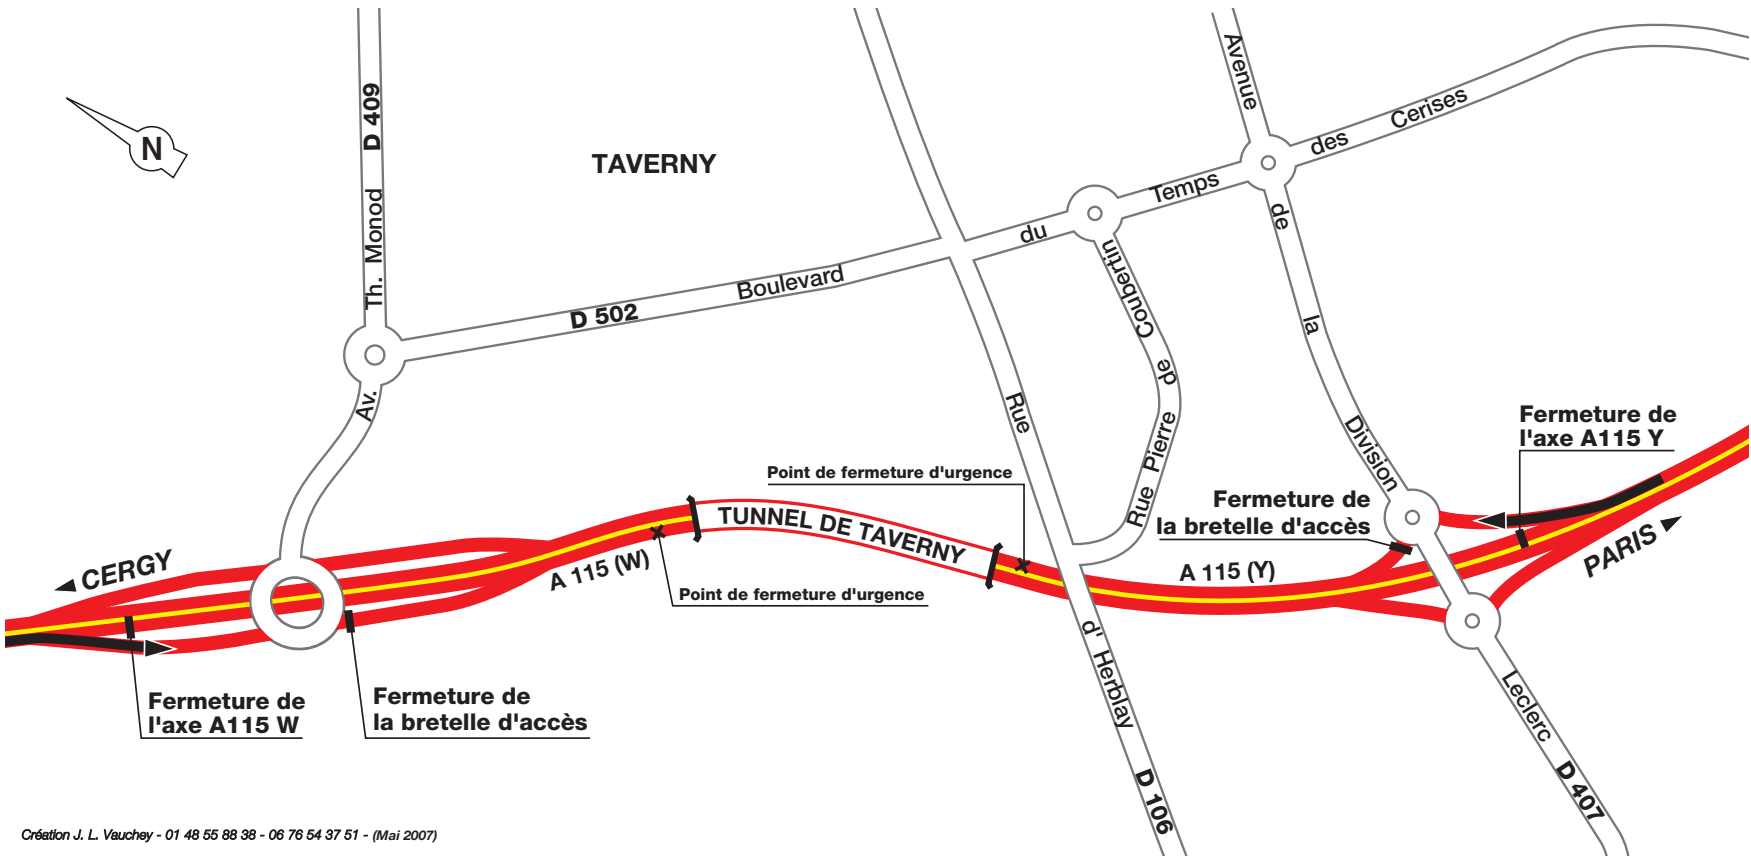 N
TAVERNY
Av. Th. Monod D 409
D 502 Boulevard du Temps des Cerises
Avenue de la Division Leclerc D 407
Rue d' Herblay D 106
Rue Pierre de Coubertin
Fermeture de
l'axe A115 Y
Point de fermeture d'urgence
Fermeture de
la bretelle d'accès
TUNNEL DE TAVERNY
CERGY
A 115 (W)
A 115 (Y)
PARIS
Point de fermeture d'urgence
Fermeture de
l'axe A115 W
Fermeture de
la bretelle d'accès
Création J. L. Vauchey - 01 48 55 88 38 - 06 76 54 37 51 - (Mai 2007)